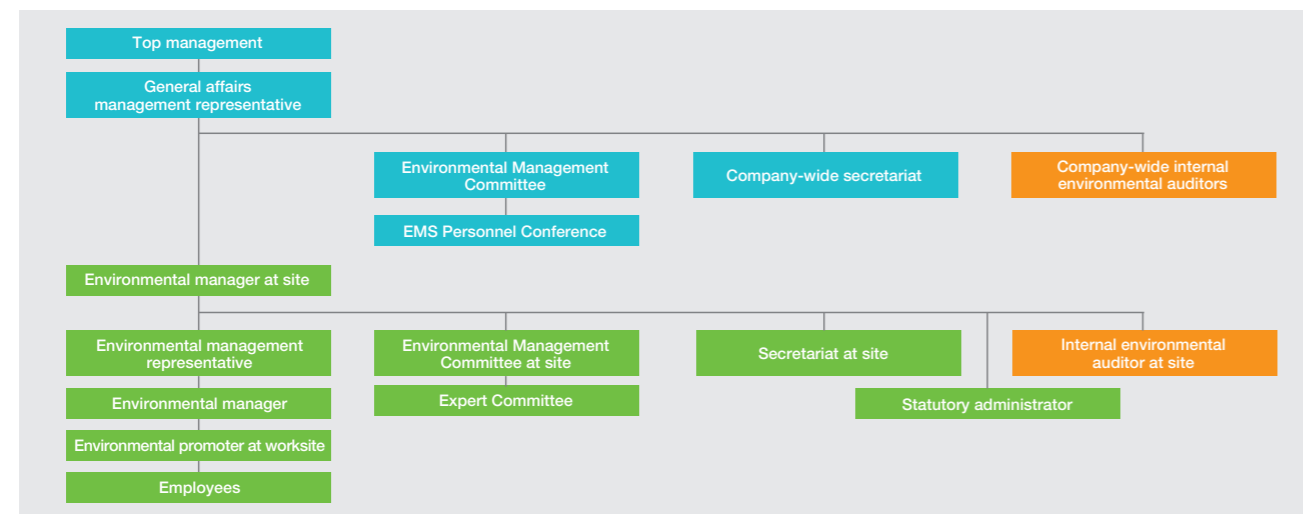 Top management
General affairs
management representative
Environmental Management
Committee
Company-wide secretariat
Company-wide internal
environmental auditors
EMS Personnel Conference
Environmental manager at site
Environmental management
representative
Environmental Management
Committee at site
Secretariat at site
Internal environmental
auditor at site
Environmental manager
Expert Committee
Statutory administrator
Environmental promoter at worksite
Employees